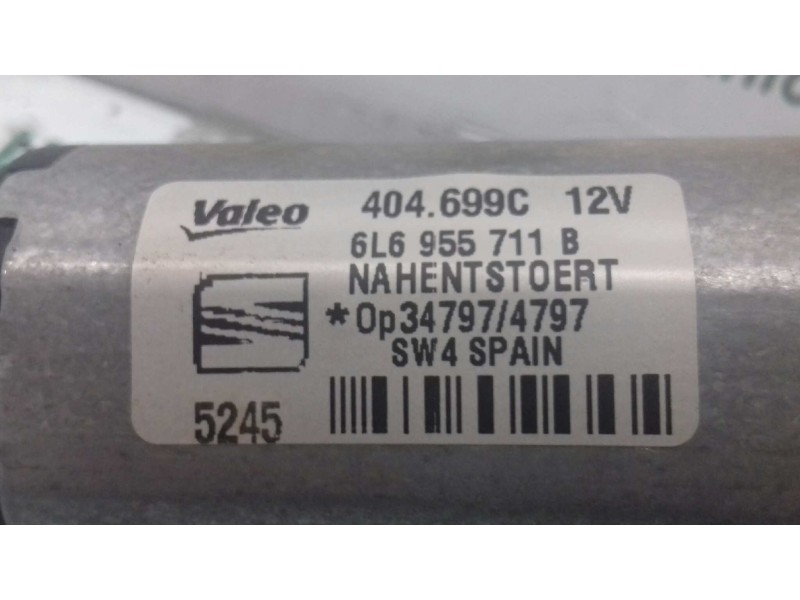 Valeo 404.699C 12V
6L6 955 711 B
NAHENTSTOERT
*Op34797/4797
SW4 SPAIN
5245